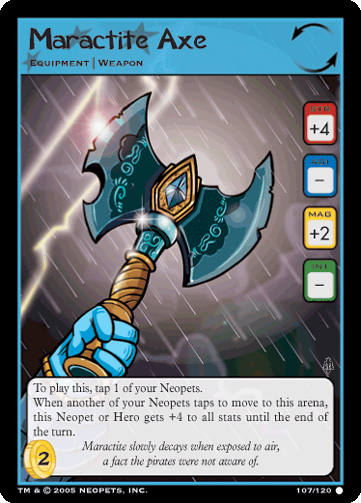 Maractite Axe
Equipment | Weapon
STR
+4
AGI
–
MAG
+2
INT
–
To play this, tap 1 of your Neopets.
When another of your Neopets taps to move to this arena,
this Neopet or Hero gets +4 to all stats until the end of
the turn.
Maractite slowly decays when exposed to air,
a fact the pirates were not aware of.
2
TM & © 2005 NEOPETS, INC.
107/120